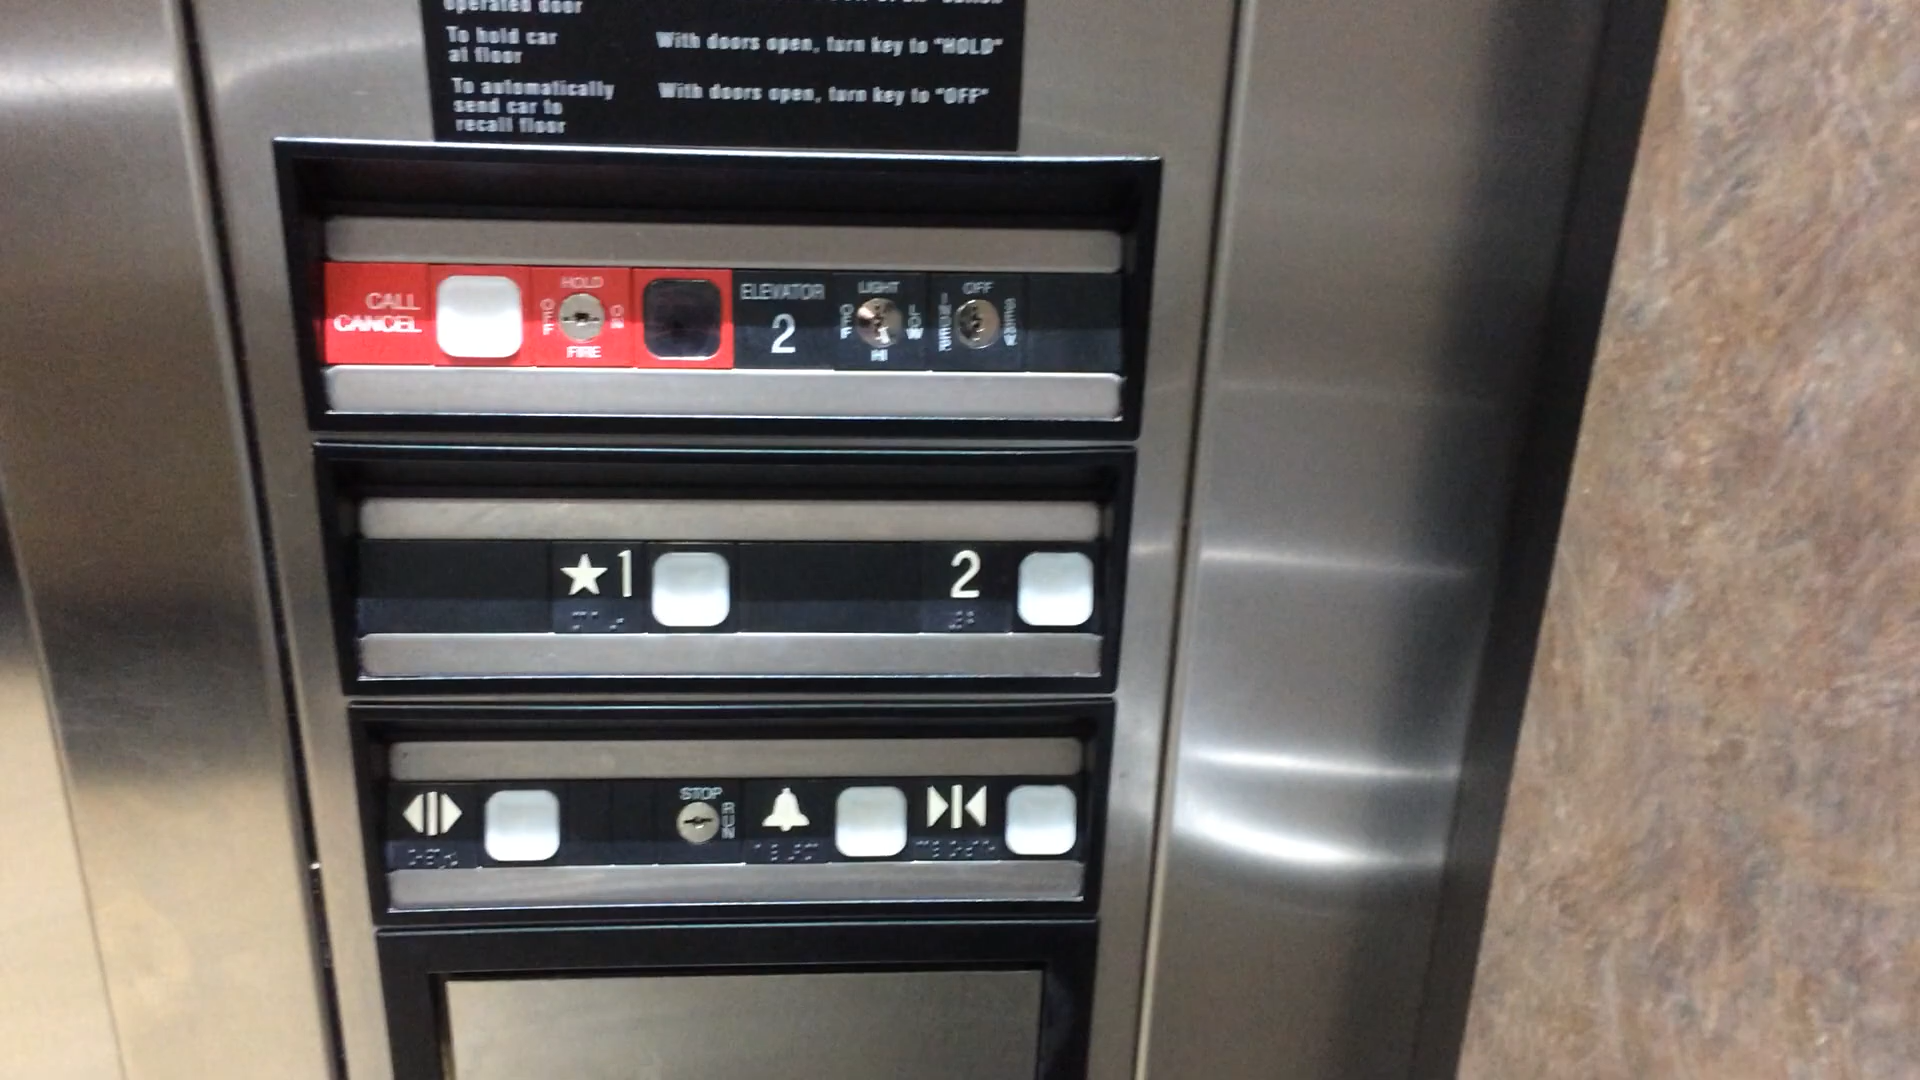 operated door
To hold car
at floor
With doors open, turn key to "HOLD"
To automatically
send car to
recall floor
With doors open, turn key to "OFF"
CALL
CANCEL
HOLD
OFF
ON
FIRE
ELEVATOR
2
LIGHT
OFF
LOW
HI
OFF
★1
2
STOP
RUN